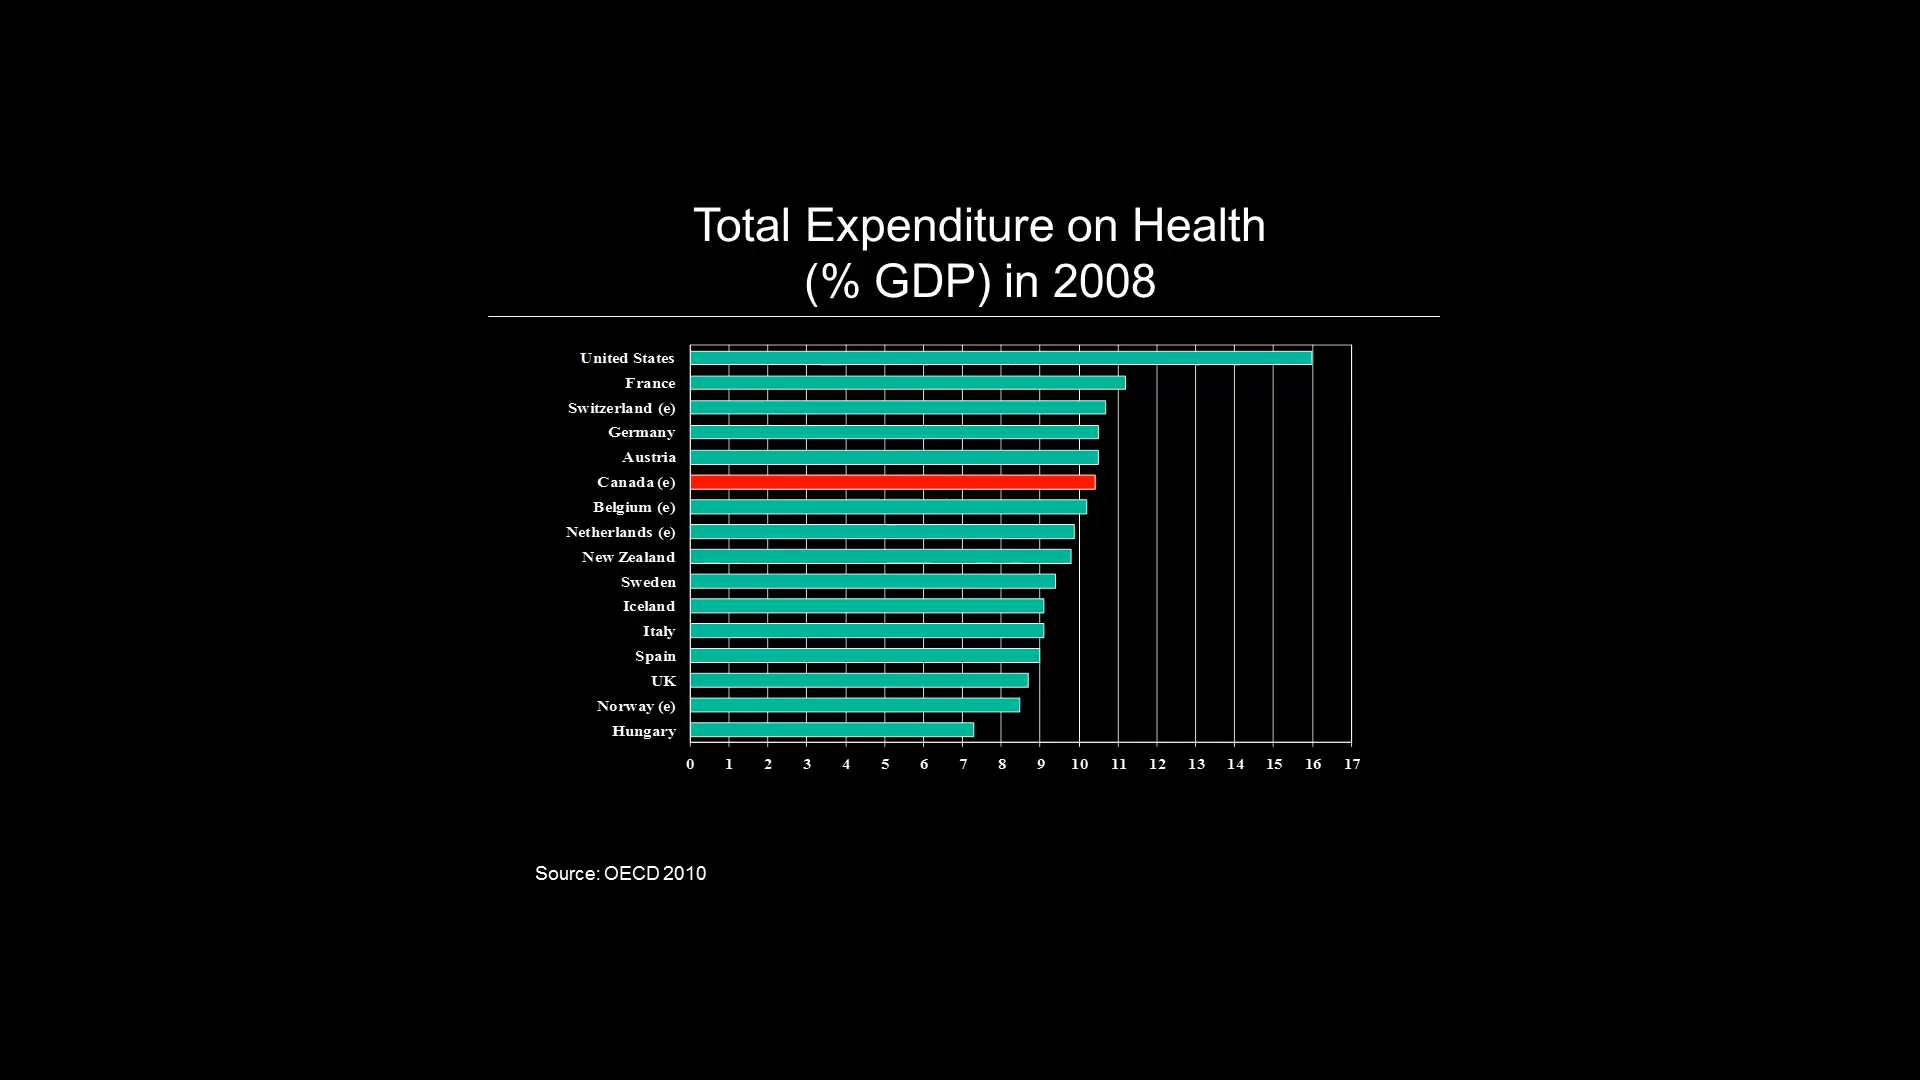 Total Expenditure on Health
(% GDP) in 2008
United States
France
Switzerland (e)
Germany
Austria
Canada (e)
Belgium (e)
Netherlands (e)
New Zealand
Sweden
Iceland
Italy
Spain
UK
Norway (e)
Hungary
0 1 2 3 4 5 6 7 8 9 10 11 12 13 14 15 16 17
Source: OECD 2010